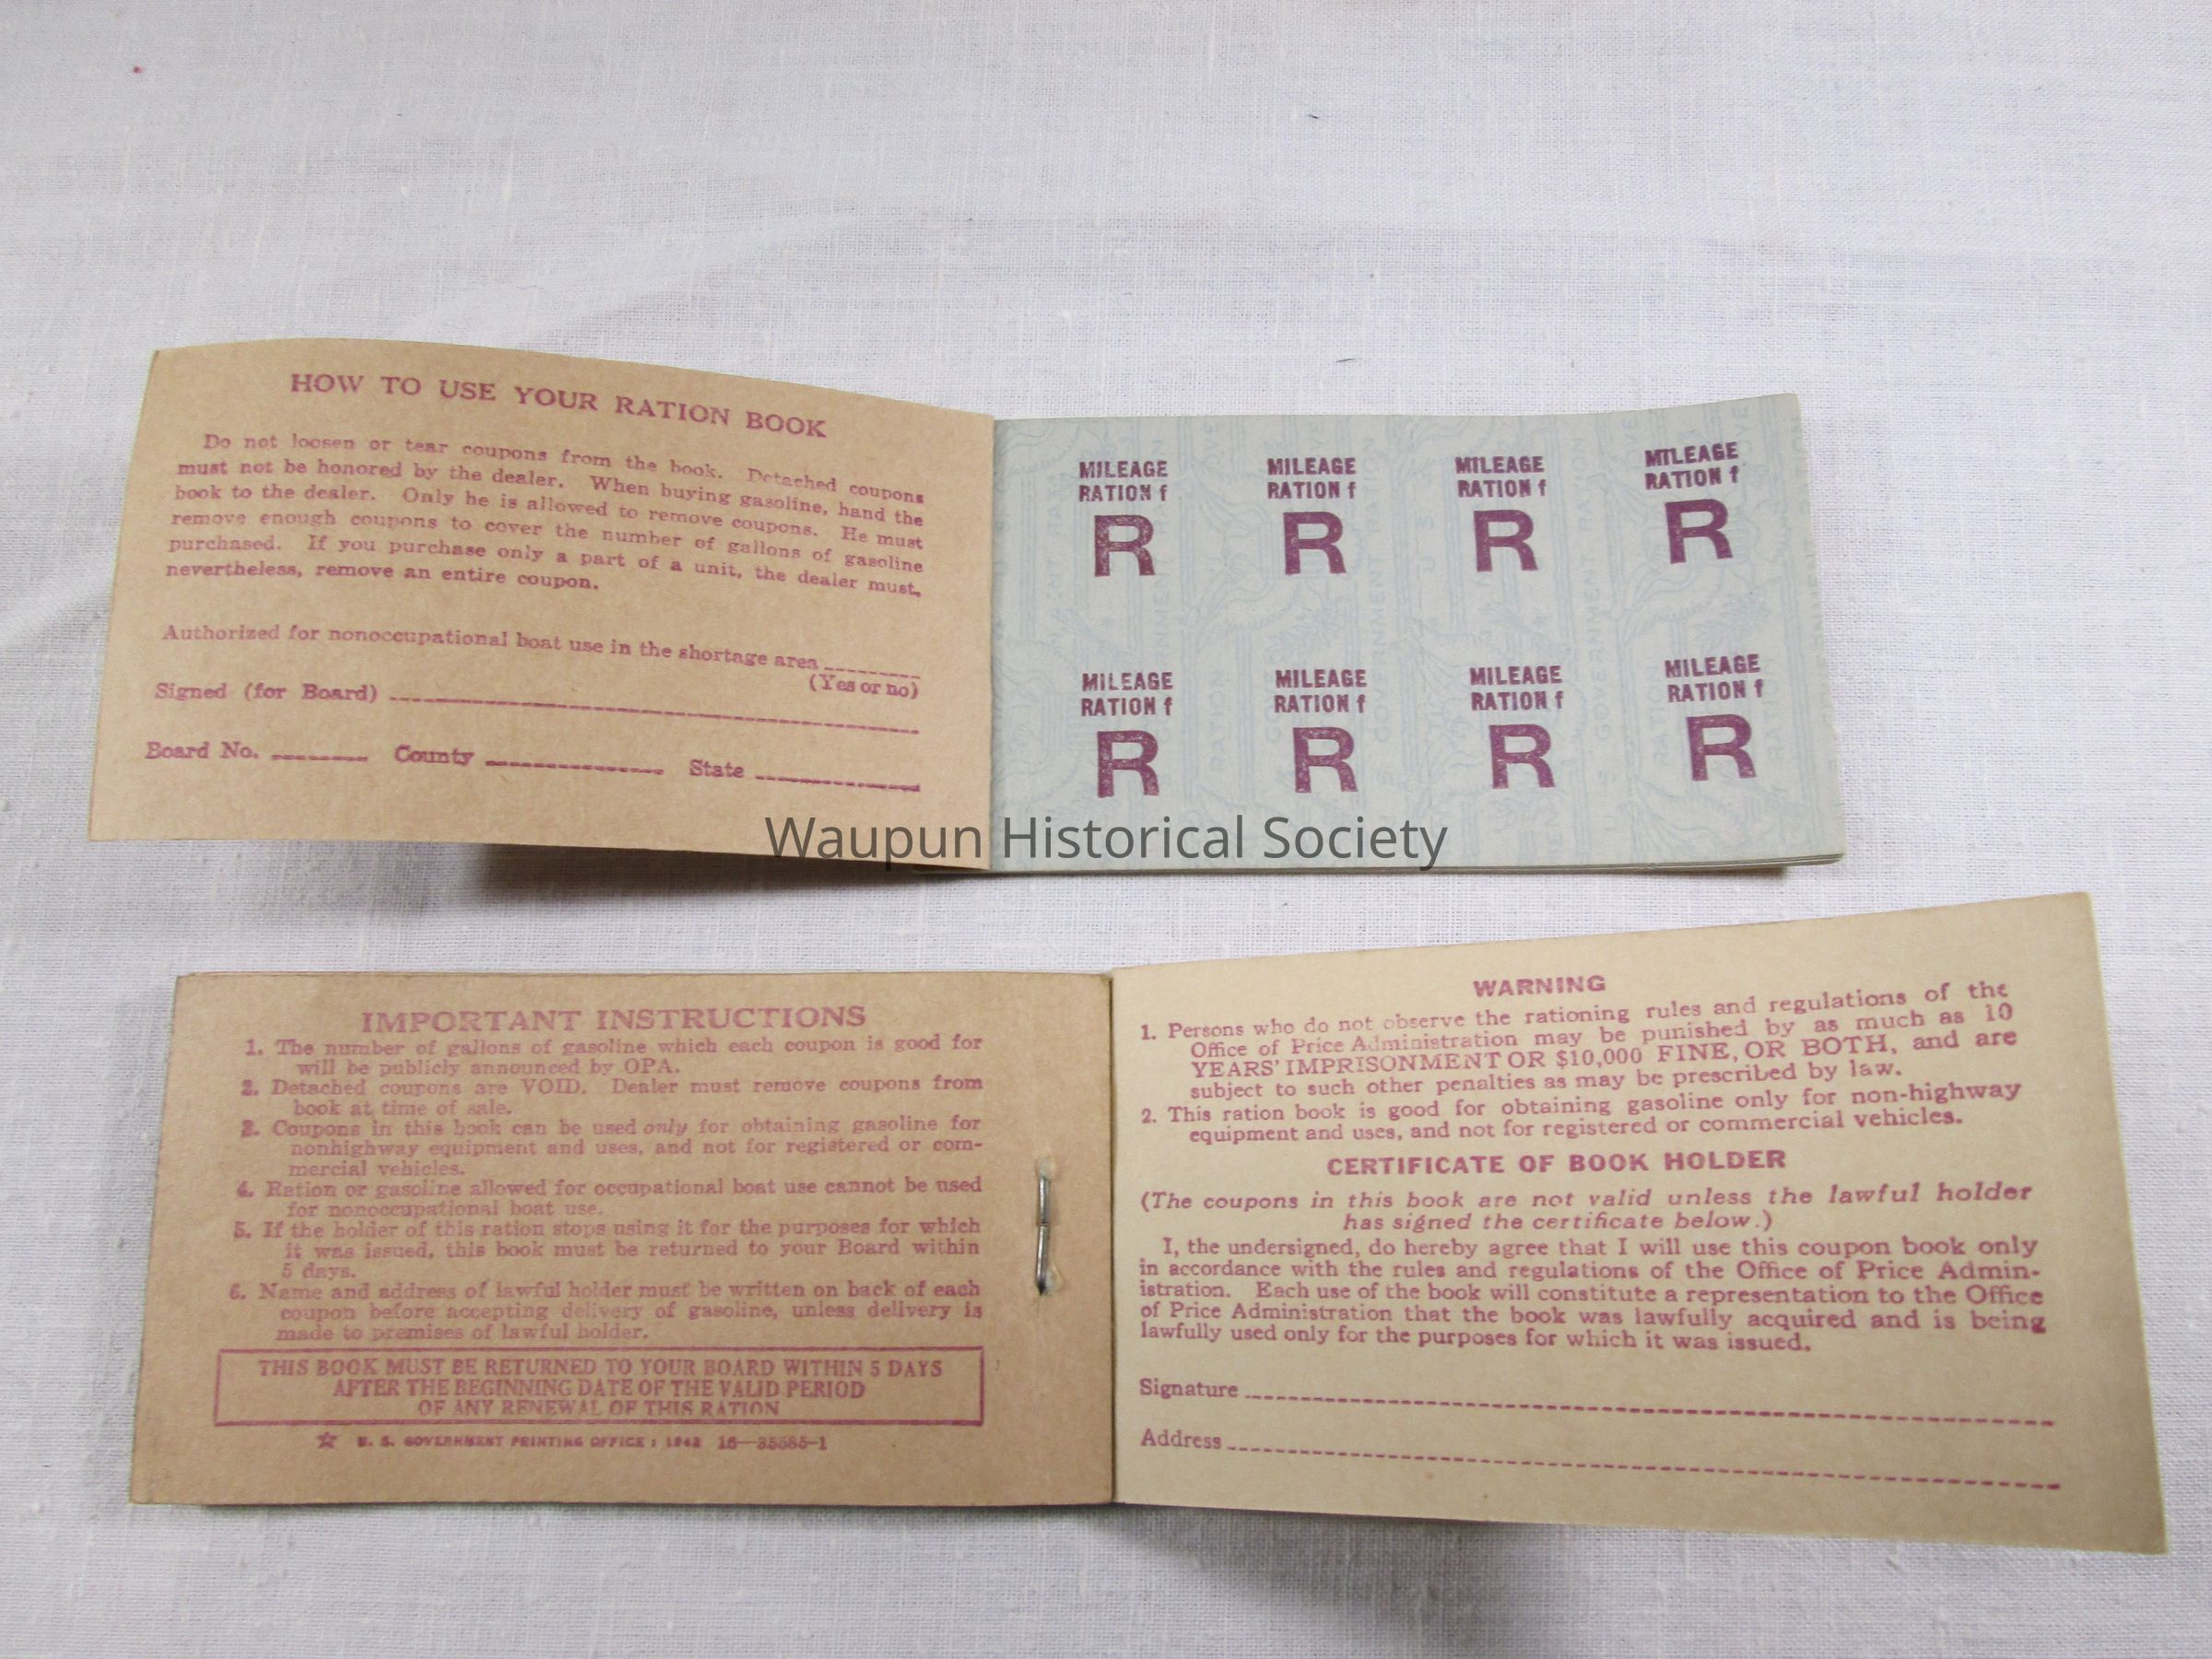 HOW TO USE YOUR RATION BOOK
Do not loosen or tear coupons from the book. Detached coupons
must not be honored by the dealer. When buying gasoline, hand the
book to the dealer. Only he is allowed to remove coupons. He must
remove enough coupons to cover the number of gallons of gasoline
purchased. If you purchase only a part of a unit, the dealer must,
nevertheless, remove an entire coupon.
Authorized for nonoccupational boat use in the shortage area
(Yes or no)
Signed (for Board)
Board No. County State
MILEAGE MILEAGE MILEAGE MILEAGE
RATION f RATION f RATION f RATION f
R R R R
MILEAGE MILEAGE MILEAGE MILEAGE
RATION f RATION f RATION f RATION f
R R R R
Waupun Historical Society
IMPORTANT INSTRUCTIONS
1. The number of gallons of gasoline which each coupon is good for
will be publicly announced by OPA.
2. Detached coupons are VOID. Dealer must remove coupons from
book at time of sale.
3. Coupons in this book can be used only for obtaining gasoline for
nonhighway equipment and uses, and not for registered or com-
mercial vehicles.
4. Ration or gasoline allowed for occupational boat use cannot be used
for nonoccupational boat use.
5. If the holder of this ration stops using it for the purposes for which
it was issued, this book must be returned to your Board within
5 days.
6. Name and address of lawful holder must be written on back of each
coupon before accepting delivery of gasoline, unless delivery is
made to premises of lawful holder.
THIS BOOK MUST BE RETURNED TO YOUR BOARD WITHIN 5 DAYS
AFTER THE BEGINNING DATE OF THE VALID PERIOD
OF ANY RENEWAL OF THIS RATION
☆ U. S. GOVERNMENT PRINTING OFFICE : 1943 16—35585-1
WARNING
1. Persons who do not observe the rationing rules and regulations of the
Office of Price Administration may be punished by as much as 10
YEARS' IMPRISONMENT OR $10,000 FINE, OR BOTH, and are
subject to such other penalties as may be prescribed by law.
2. This ration book is good for obtaining gasoline only for non-highway
equipment and uses, and not for registered or commercial vehicles.
CERTIFICATE OF BOOK HOLDER
(The coupons in this book are not valid unless the lawful holder
has signed the certificate below.)
I, the undersigned, do hereby agree that I will use this coupon book only
in accordance with the rules and regulations of the Office of Price Admin-
istration. Each use of the book will constitute a representation to the Office
of Price Administration that the book was lawfully acquired and is being
lawfully used only for the purposes for which it was issued.
Signature
Address